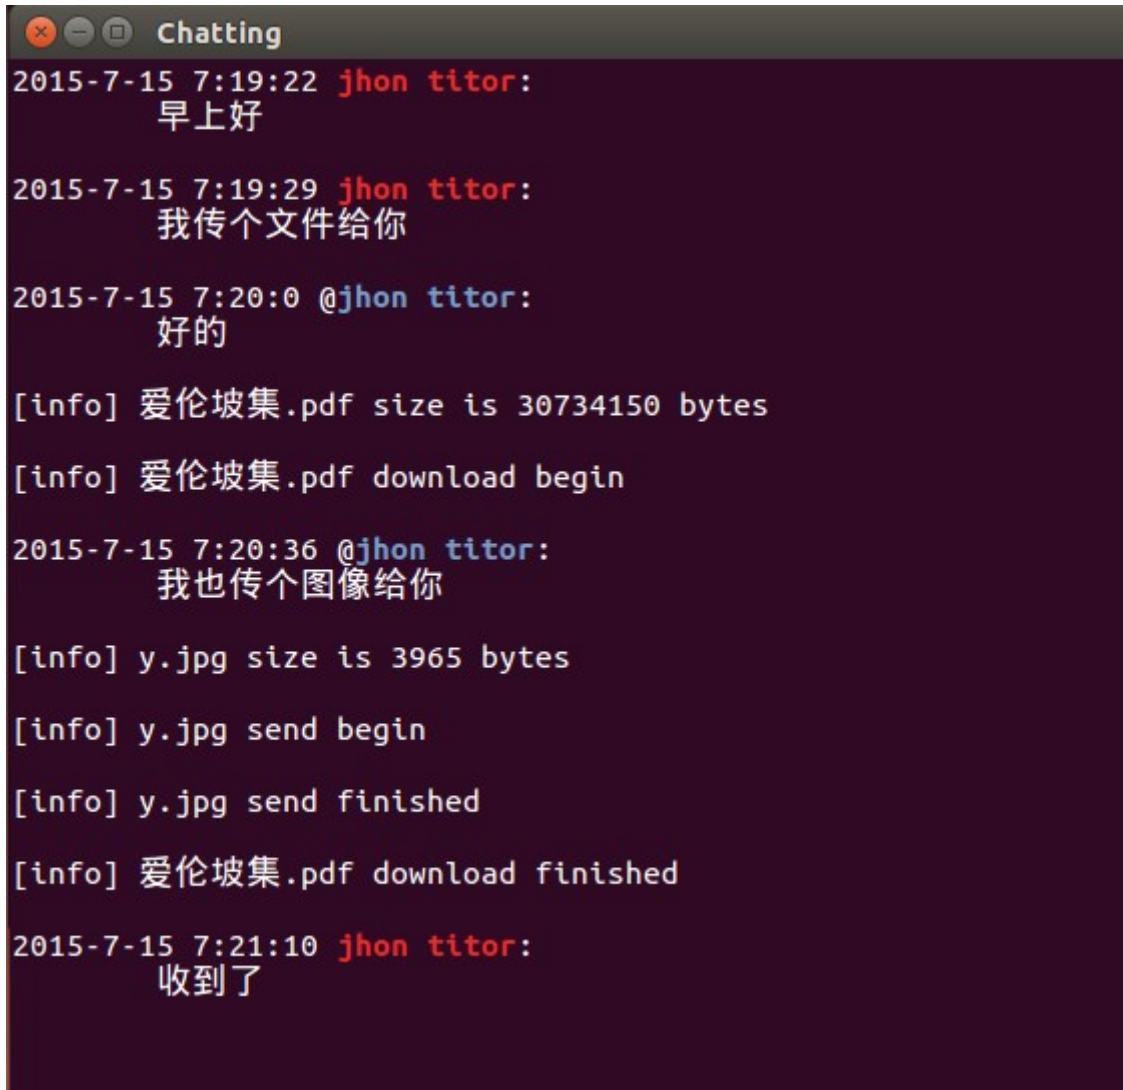 Chatting
2015-7-15 7:19:22 jhon titor:
早上好
2015-7-15 7:19:29 jhon titor:
我传个文件给你
2015-7-15 7:20:0 @jhon titor:
好的
[info] 爱伦坡集.pdf size is 30734150 bytes
[info] 爱伦坡集.pdf download begin
2015-7-15 7:20:36 @jhon titor:
我也传个图像给你
[info] y.jpg size is 3965 bytes
[info] y.jpg send begin
[info] y.jpg send finished
[info] 爱伦坡集.pdf download finished
2015-7-15 7:21:10 jhon titor:
收到了